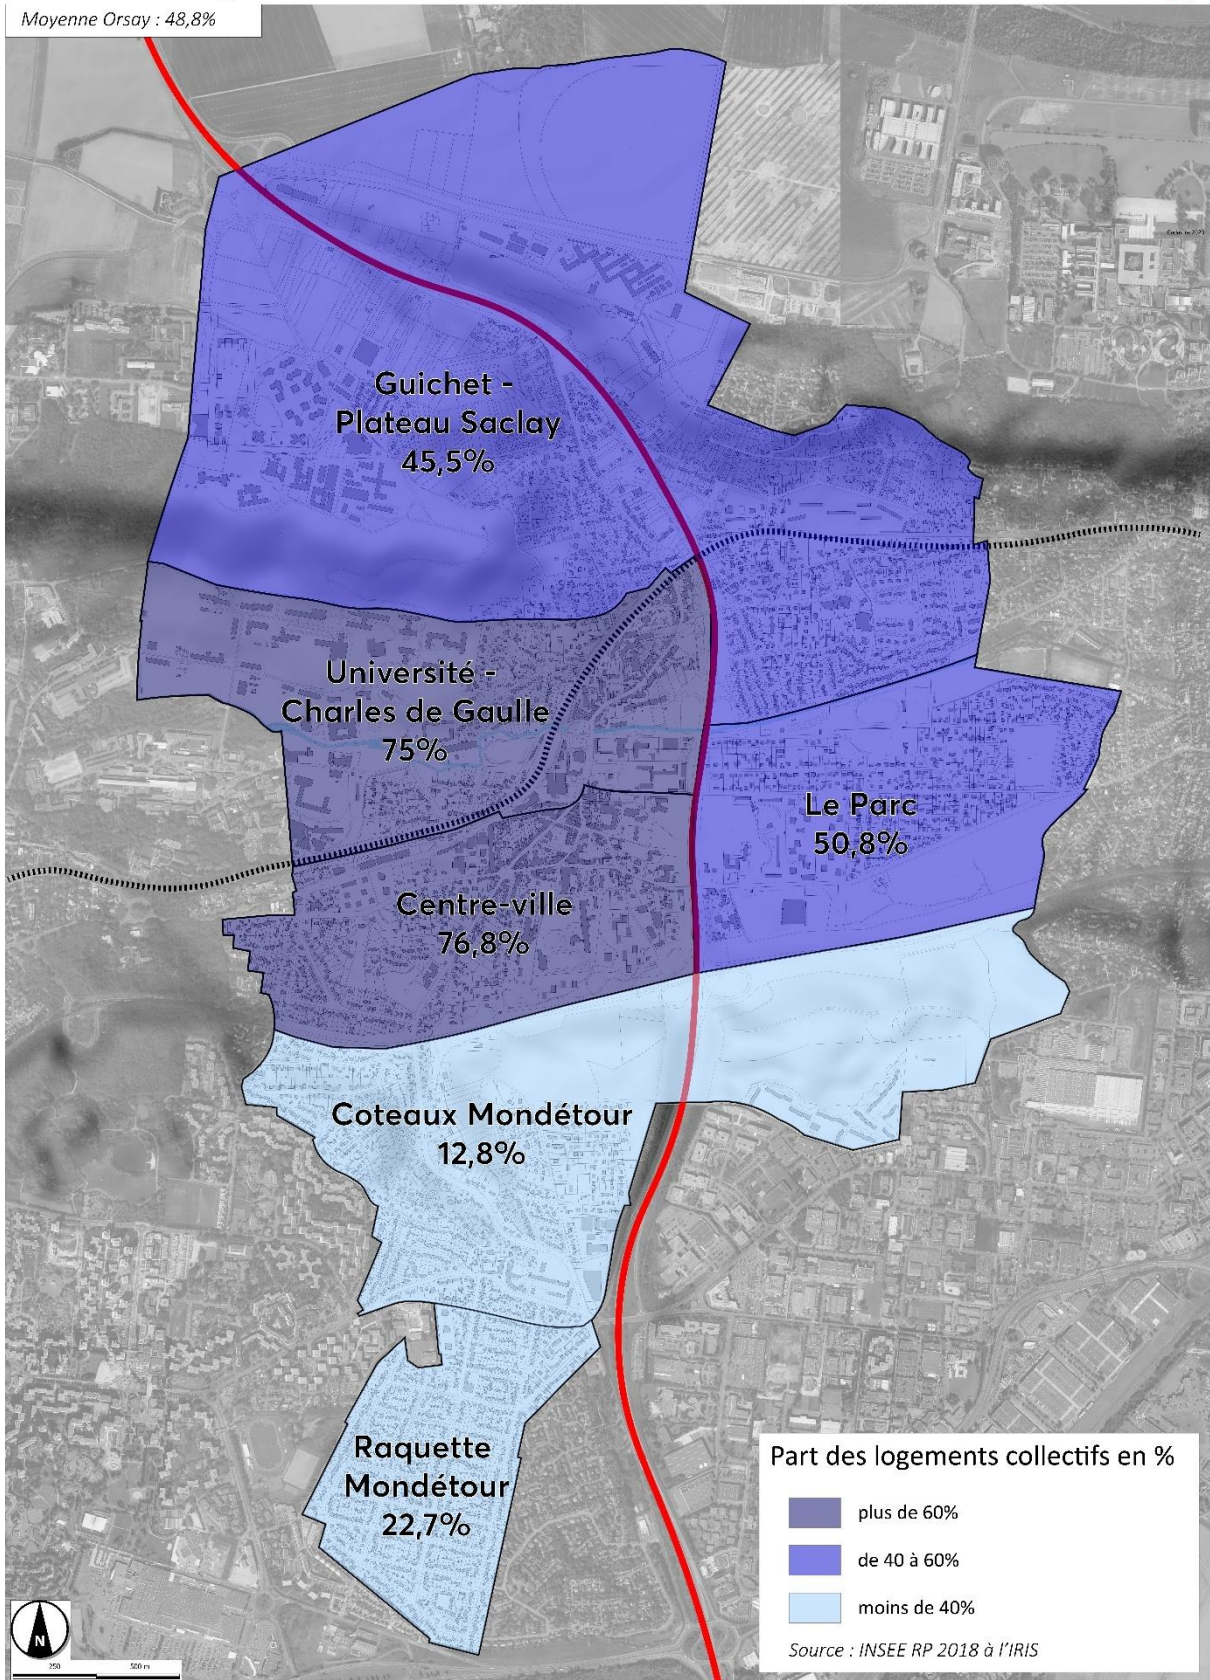 Moyenne Orsay : 48,8%
Guichet -
Plateau Saclay
45,5%
Université -
Charles de Gaulle
75%
Le Parc
50,8%
Centre-ville
76,8%
Coteaux Mondétour
12,8%
Raquette
Mondétour
22,7%
Part des logements collectifs en %
plus de 60%
de 40 à 60%
moins de 40%
Source : INSEE RP 2018 à l'IRIS
N
250 500 m